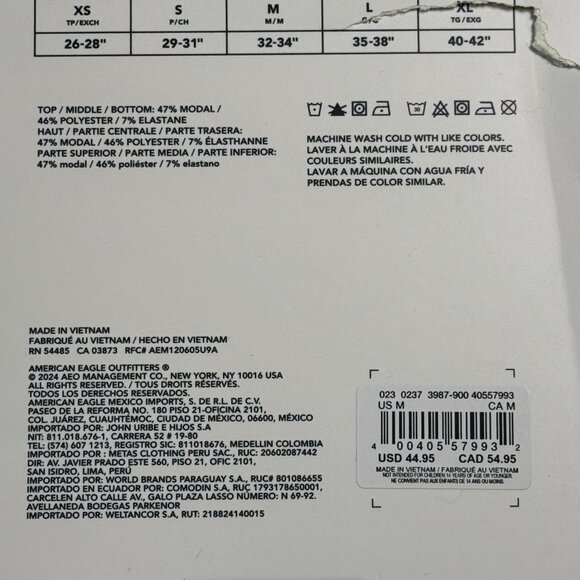 XS S M L XL
TP/EXCH P/CH M/M TG/EXG
26-28" 29-31" 32-34" 35-38" 40-42"
TOP / MIDDLE / BOTTOM: 47% MODAL /
46% POLYESTER / 7% ELASTANE
HAUT / PARTIE CENTRALE / PARTA TRASERA:
47% MODAL / 46% POLYESTER / 7% ÉLASTHANNE
PARTE SUPERIOR / PARTE MEDIA / PARTE INFERIOR:
47% modal / 46% poliéster / 7% elastano
30
MACHINE WASH COLD WITH LIKE COLORS.
LAVER À LA MACHINE À L'EAU FROIDE AVEC
COULEURS SIMILAIRES.
LAVAR A MÁQUINA CON AGUA FRÍA Y
PRENDAS DE COLOR SIMILAR.
MADE IN VIETNAM
FABRIQUÉ AU VIETNAM / HECHO EN VIETNAM
RN 54485 CA 03873 RFC# AEM120605U9A
AMERICAN EAGLE OUTFITTERS ®
© 2024 AEO MANAGEMENT CO., NEW YORK, NY 10016 USA
ALL RIGHTS RESERVED. / TOUS DROITS RÉSERVÉS.
TODOS LOS DERECHOS RESERVADOS.
AMERICAN EAGLE MEXICO IMPORTS, S. DE R.L. DE C.V.
PASEO DE LA REFORMA NO. 180 PISO 21-OFICINA 2101,
COL. JUÁREZ, CUAUHTÉMOC, CIUDAD DE MÉXICO, 06600, MÉXICO
IMPORTADO POR: JOHN URIBE E HIJOS S.A
NIT: 811.018.676-1, CARRERA 52 # 19-80
TEL: (574) 607 1213, REGISTRO SIC: 811018676, MEDELLIN COLOMBIA
IMPORTADO POR: METAS CLOTHING PERU SAC., RUC: 20602087442
DIR: AV. JAVIER PRADO ESTE 560, PISO 21, OFIC 2101,
SAN ISIDRO, LIMA, PERÚ
IMPORTADO POR: WORLD BRANDS PARAGUAY SA, RUC# 801086655
IMPORTADO EN ECUADOR POR: COMODIN S.A, RUC 1793178650001,
CARCELEN ALTO CALLE AV., GALO PLAZA LASSO NÚMERO: N 69-92.
AVELLANEDA BODEGAS PARKENOR
IMPORTADO POR: WELTANCOR S.A, RUT: 218824140015
023 0237 3987-900 40557993
US M CA M
4 00405 57993 2
USD 44.95 CAD 54.95
MADE IN VIETNAM / FABRIQUÉ AU VIETNAM
NOT INTENDED FOR CHILDREN 14 YEARS OF AGE OR YOUNGER.
NE CONVIENT PAS AUX ENFANTS DE 14 ANS OU MOINS.